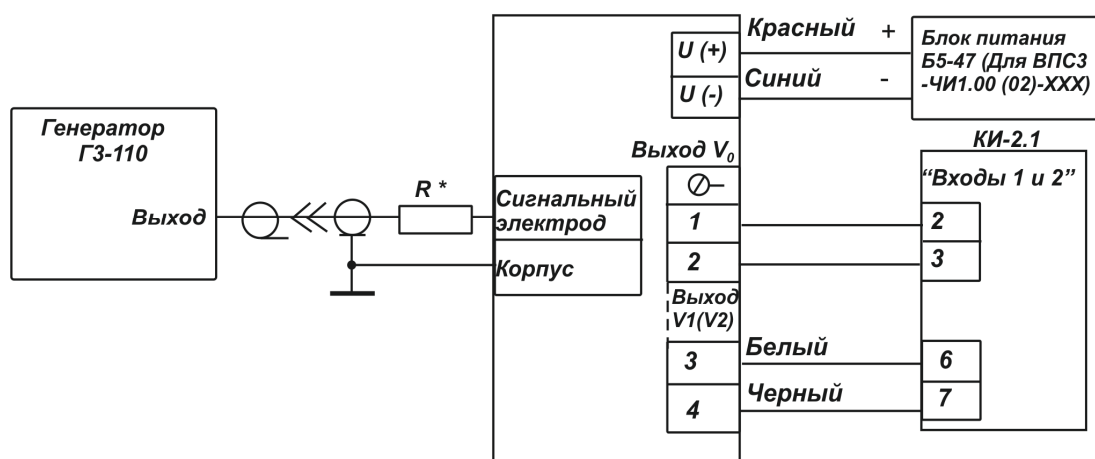 Генератор
Г3-110
Выход
R *
Сигнальный
электрод
Корпус
U (+)
U (-)
Выход V0
1
2
Выход
V1(V2)
3
4
Красный +
Синий -
Белый
Черный
Блок питания
Б5-47 (Для ВПС3
-ЧИ1.00 (02)-ХХХ)
КИ-2.1
“Входы 1 и 2”
2
3
6
7